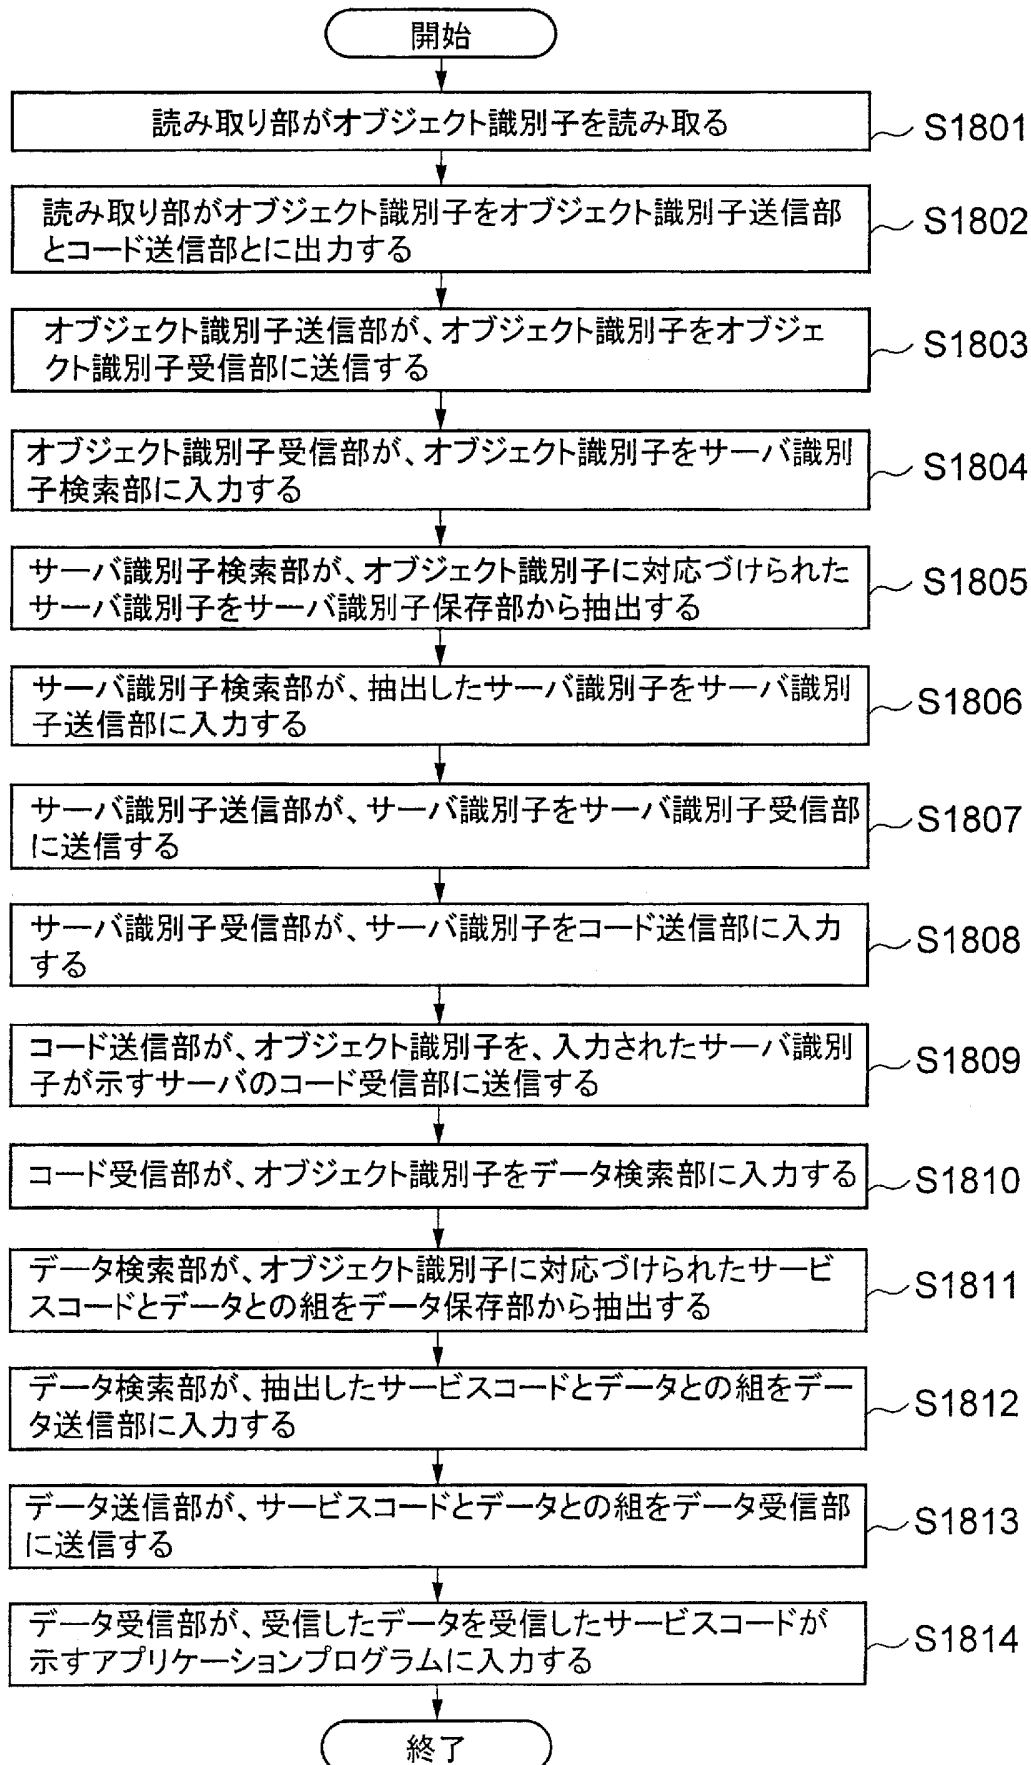 開始
読み取り部がオブジェクト識別子を読み取る
S1801
読み取り部がオブジェクト識別子をオブジェクト識別子送信部
とコード送信部とに出力する
S1802
オブジェクト識別子送信部が、オブジェクト識別子をオブジェ
クト識別子受信部に送信する
S1803
オブジェクト識別子受信部が、オブジェクト識別子をサーバ識別
子検索部に入力する
S1804
サーバ識別子検索部が、オブジェクト識別子に対応づけられた
サーバ識別子をサーバ識別子保存部から抽出する
S1805
サーバ識別子検索部が、抽出したサーバ識別子をサーバ識別
子送信部に入力する
S1806
サーバ識別子送信部が、サーバ識別子をサーバ識別子受信部
に送信する
S1807
サーバ識別子受信部が、サーバ識別子をコード送信部に入力
する
S1808
コード送信部が、オブジェクト識別子を、入力されたサーバ識別
子が示すサーバのコード受信部に送信する
S1809
コード受信部が、オブジェクト識別子をデータ検索部に入力する
S1810
データ検索部が、オブジェクト識別子に対応づけられたサービ
スコードとデータとの組をデータ保存部から抽出する
S1811
データ検索部が、抽出したサービスコードとデータとの組をデー
タ送信部に入力する
S1812
データ送信部が、サービスコードとデータとの組をデータ受信部
に送信する
S1813
データ受信部が、受信したデータを受信したサービスコードが
示すアプリケーションプログラムに入力する
S1814
終了